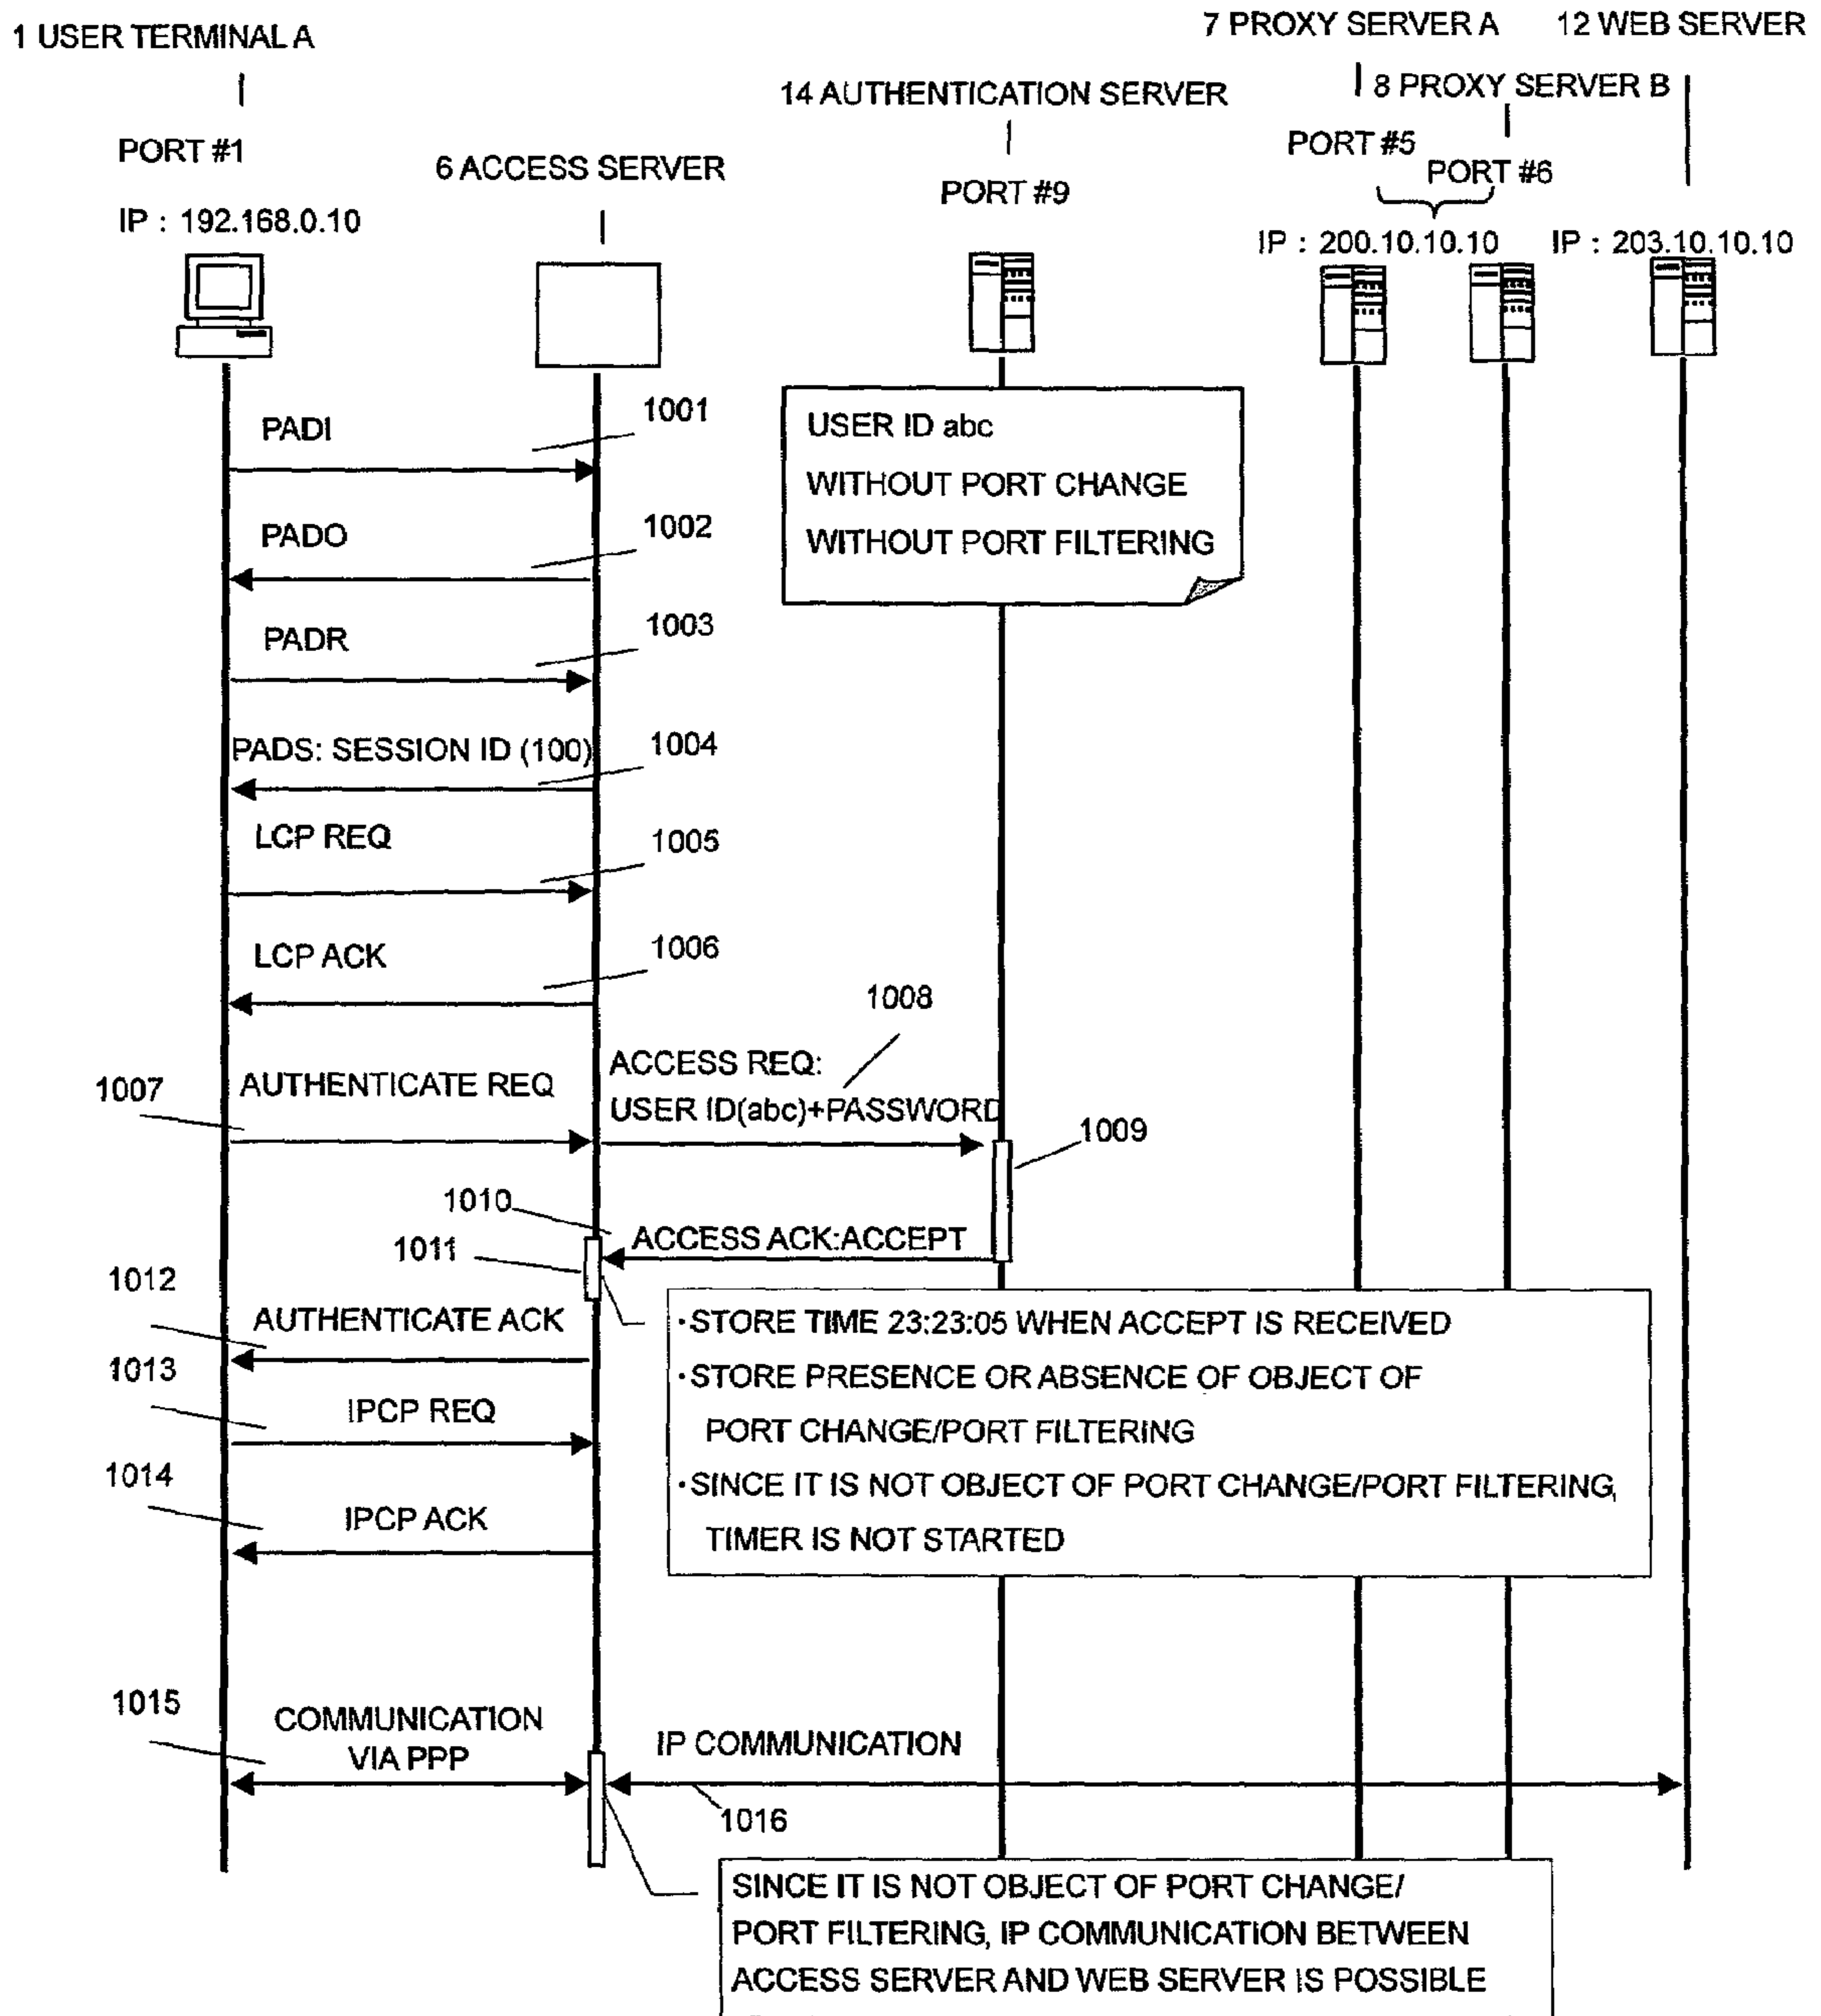 1 USER TERMINAL A
7 PROXY SERVER A
12 WEB SERVER
14 AUTHENTICATION SERVER
8 PROXY SERVER B
PORT #1
6 ACCESS SERVER
PORT #9
PORT #5
PORT #6
IP : 192.168.0.10
IP : 200.10.10.10
IP : 203.10.10.10
PADI
1001
USER ID abc
WITHOUT PORT CHANGE
WITHOUT PORT FILTERING
PADO
1002
PADR
1003
PADS: SESSION ID (100)
1004
LCP REQ
1005
LCP ACK
1006
1007
AUTHENTICATE REQ
1008
ACCESS REQ:
USER ID(abc)+PASSWORD
1009
1010
ACCESS ACK:ACCEPT
1011
1012
AUTHENTICATE ACK
·STORE TIME 23:23:05 WHEN ACCEPT IS RECEIVED
·STORE PRESENCE OR ABSENCE OF OBJECT OF
PORT CHANGE/PORT FILTERING
·SINCE IT IS NOT OBJECT OF PORT CHANGE/PORT FILTERING,
TIMER IS NOT STARTED
1013
IPCP REQ
1014
IPCP ACK
1015
COMMUNICATION
VIA PPP
IP COMMUNICATION
1016
SINCE IT IS NOT OBJECT OF PORT CHANGE/
PORT FILTERING, IP COMMUNICATION BETWEEN
ACCESS SERVER AND WEB SERVER IS POSSIBLE